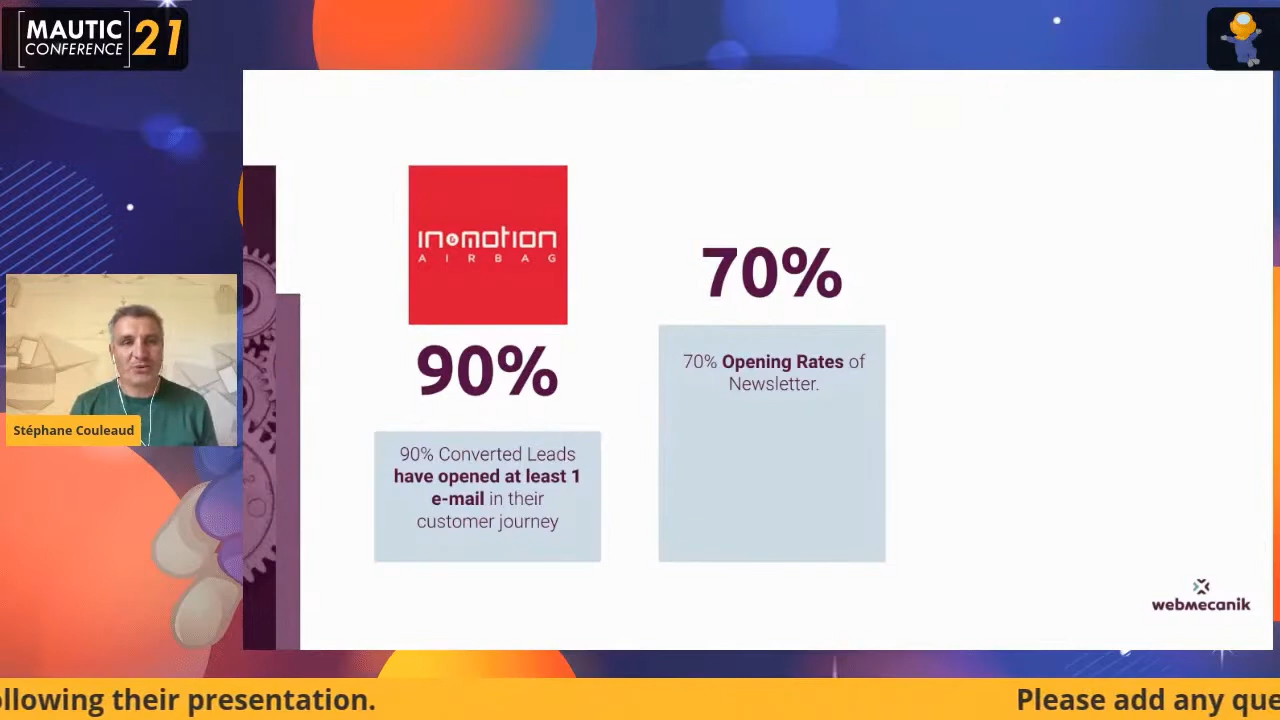 MAUTIC
CONFERENCE 21
in&motion
AIRBAG
90%
90% Converted Leads
have opened at least 1
e-mail in their
customer journey
70%
70% Opening Rates of
Newsletter.
Stéphane Couleaud
webmecanik
ollowing their presentation.
Please add any que